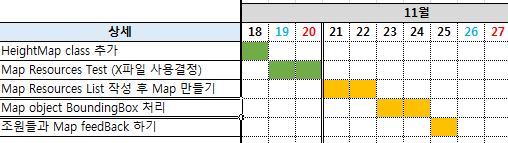 11월
상세 18 19 20 21 22 23 24 25 26 27
HeightMap class 추가
Map Resources Test (X파일 사용결정)
Map Resources List 작성 후 Map 만들기
Map object BoundingBox 처리
조원들과 Map feedBack 하기